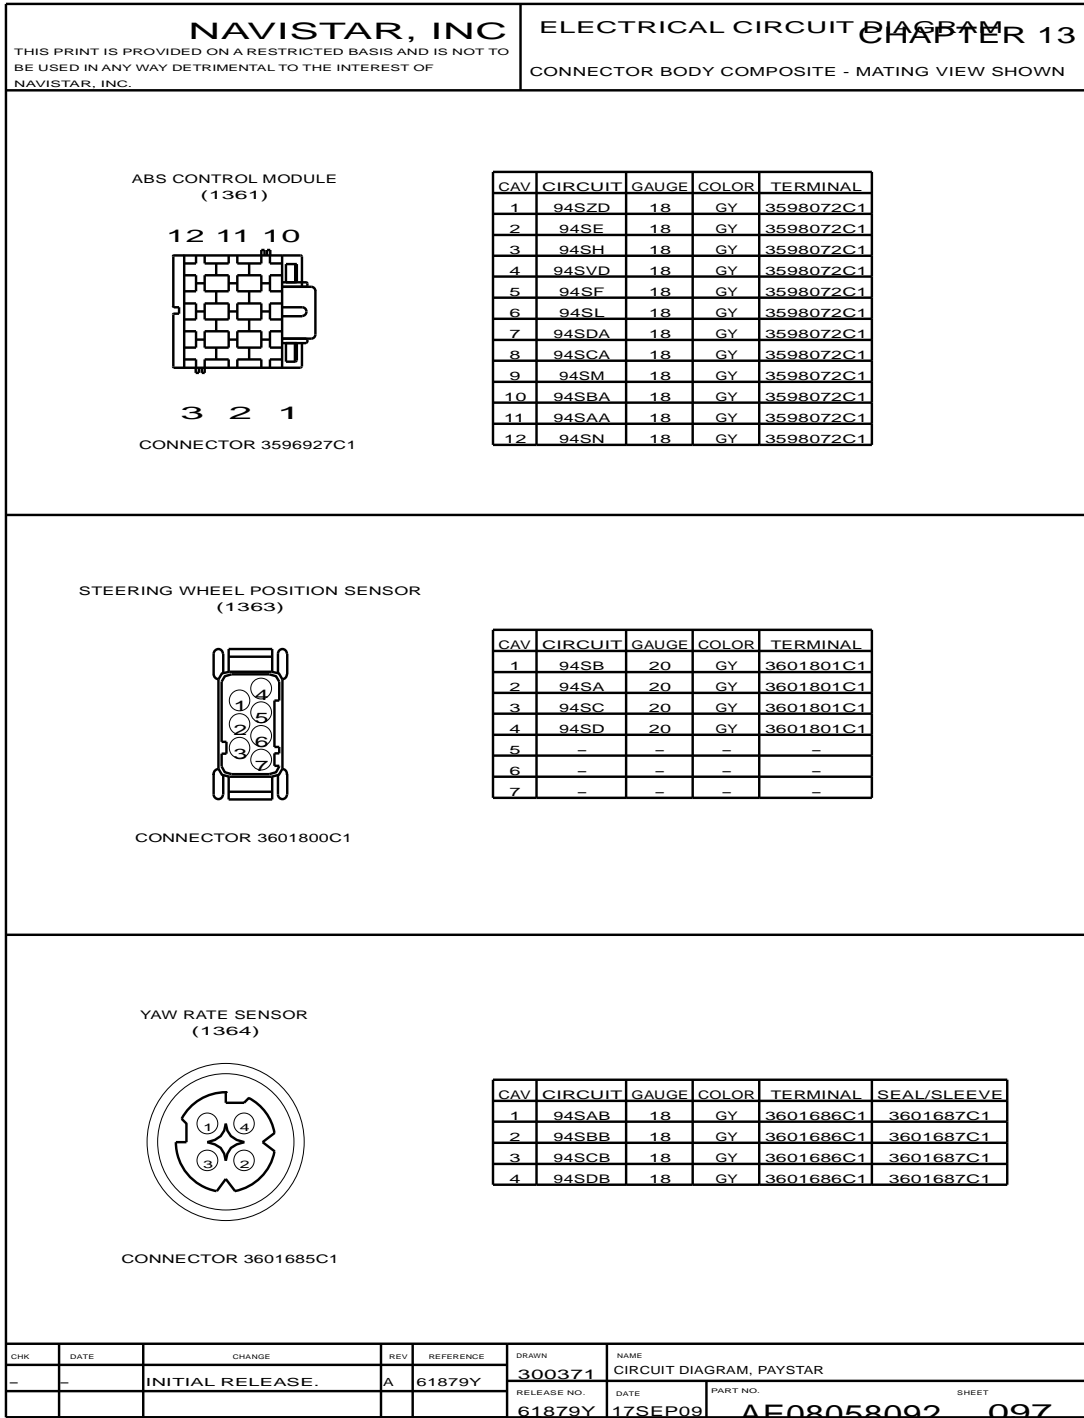 NAVISTAR, INC
THIS PRINT IS PROVIDED ON A RESTRICTED BASIS AND IS NOT TO
BE USED IN ANY WAY DETRIMENTAL TO THE INTEREST OF
NAVISTAR, INC.
ELECTRICAL CIRCUIT DIAGRAM
CHAPTER 13
CONNECTOR BODY COMPOSITE - MATING VIEW SHOWN
ABS CONTROL MODULE
(1361)
12 11 10
3 2 1
CONNECTOR 3596927C1
CAV CIRCUIT GAUGE COLOR TERMINAL
1 94SZD 18 GY 3598072C1
2 94SE 18 GY 3598072C1
3 94SH 18 GY 3598072C1
4 94SVD 18 GY 3598072C1
5 94SF 18 GY 3598072C1
6 94SL 18 GY 3598072C1
7 94SDA 18 GY 3598072C1
8 94SCA 18 GY 3598072C1
9 94SM 18 GY 3598072C1
10 94SBA 18 GY 3598072C1
11 94SAA 18 GY 3598072C1
12 94SN 18 GY 3598072C1
STEERING WHEEL POSITION SENSOR
(1363)
4
1
5
2
6
3
7
CONNECTOR 3601800C1
CAV CIRCUIT GAUGE COLOR TERMINAL
1 94SB 20 GY 3601801C1
2 94SA 20 GY 3601801C1
3 94SC 20 GY 3601801C1
4 94SD 20 GY 3601801C1
5 – – – –
6 – – – –
7 – – – –
YAW RATE SENSOR
(1364)
1 4
3 2
CONNECTOR 3601685C1
CAV CIRCUIT GAUGE COLOR TERMINAL SEAL/SLEEVE
1 94SAB 18 GY 3601686C1 3601687C1
2 94SBB 18 GY 3601686C1 3601687C1
3 94SCB 18 GY 3601686C1 3601687C1
4 94SDB 18 GY 3601686C1 3601687C1
CHK DATE CHANGE REV REFERENCE
– – INITIAL RELEASE. A 61879Y
DRAWN
300371
NAME
CIRCUIT DIAGRAM, PAYSTAR
RELEASE NO.
61879Y
DATE
17SEP09
PART NO.
AE08058092
SHEET
097